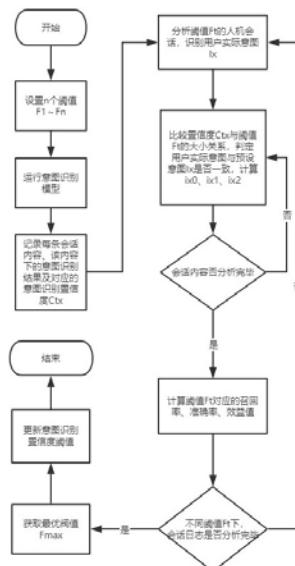 开始
设置n个阈值
F1～Fn
运行意图识别
模型
记录每条会话
内容、该内容
下的意图识别
结果及对应的
意图识别置信
度Ctx
分析阈值Ft的人机会
话，识别用户实际意图
Ix
比较置信度Ctx与阈值
Ft的大小关系，判定
用户实际意图与预设
意图Ix是否一致，计算
ix0、ix1、ix2
会话内容否分析完毕
否
是
计算阈值Ft对应的召回
率、准确率、效益值
不同阈值Ft下，
会话日志是否分析完毕
是
获取最优阈值
Fmax
更新意图识别
置信度阈值
结束